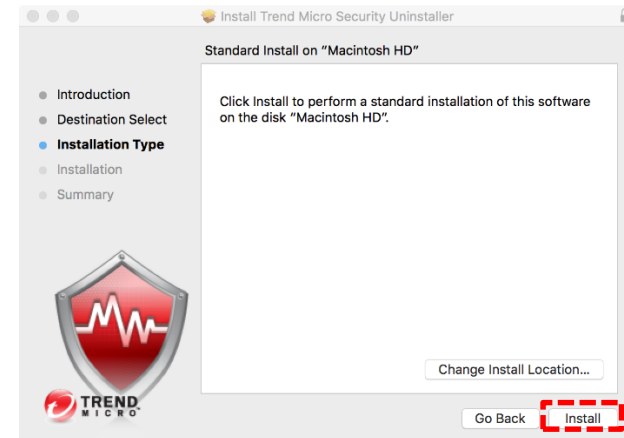 Install Trend Micro Security Uninstaller
Standard Install on “Macintosh HD”
Introduction
Destination Select
Installation Type
Installation
Summary
Click Install to perform a standard installation of this software
on the disk “Macintosh HD”.
Change Install Location...
TREND
MICRO
Go Back
Install